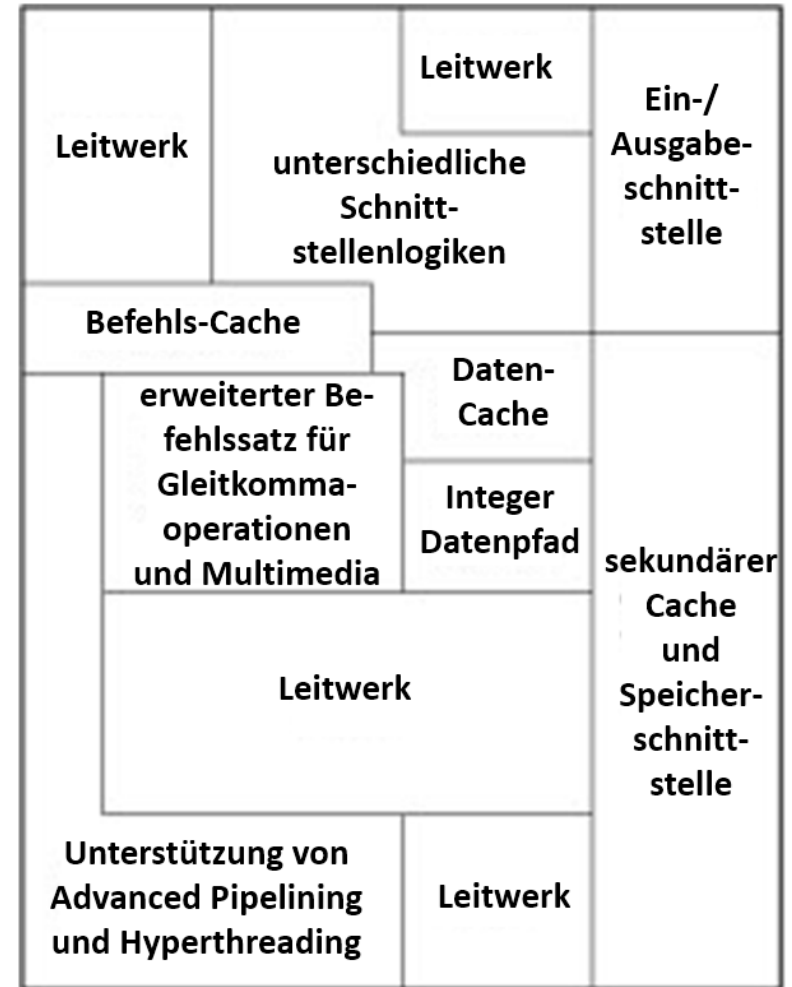 Leitwerk
unterschiedliche
Schnitt-
stellenlogiken
Leitwerk
Ein-/
Ausgabe-
schnitt-
stelle
Befehls-Cache
Daten-
Cache
erweiterter Be-
fehlssatz für
Gleitkomma-
operationen
und Multimedia
Integer
Datenpfad
sekundärer
Cache
und
Speicher-
schnitt-
stelle
Leitwerk
Unterstützung von
Advanced Pipelining
und Hyperthreading
Leitwerk